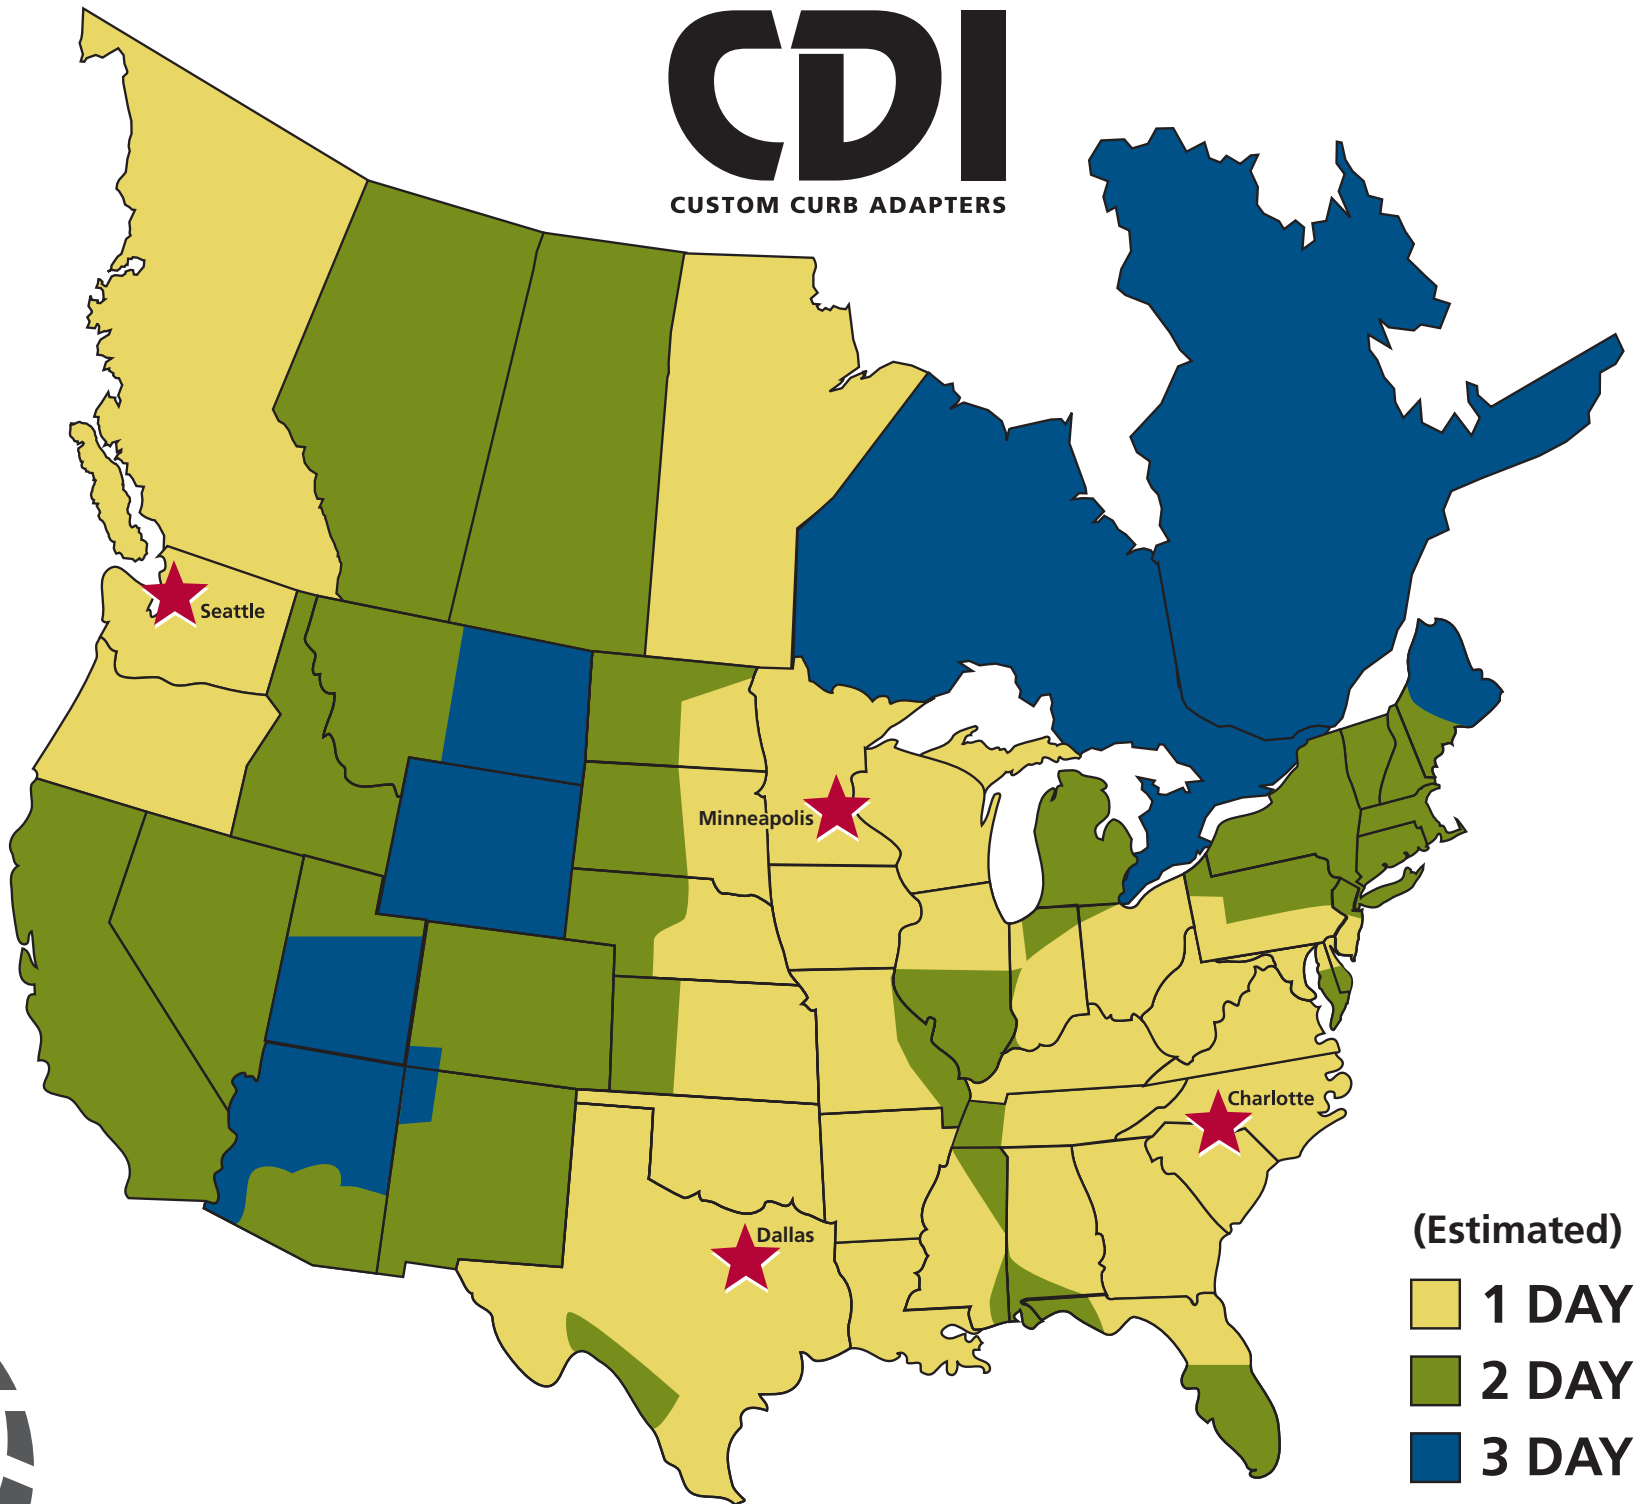 CDI
CUSTOM CURB ADAPTERS
Seattle
Minneapolis
Charlotte
Dallas
(Estimated)
1 DAY
2 DAY
3 DAY